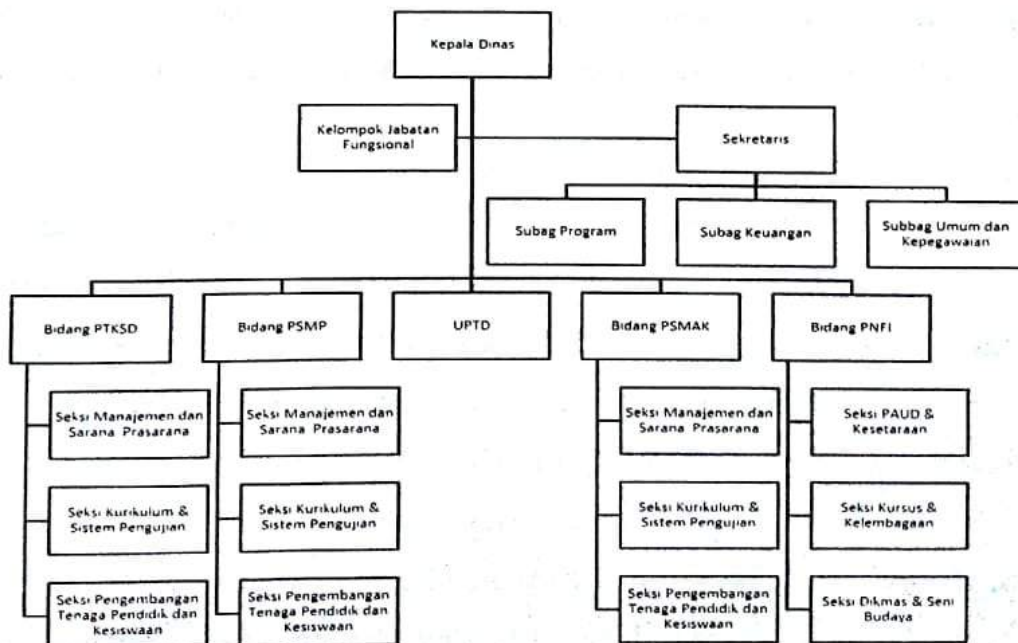 Kepala Dinas
Kelompok Jabatan
Fungsional
Sekretaris
Subag Program
Subag Keuangan
Subbag Umum dan
Kepegawaian
Bidang PTKSD
Bidang PSMP
UPTD
Bidang PSMAK
Bidang PNFI
Seksi Manajemen dan
Sarana Prasarana
Seksi Manajemen dan
Sarana Prasarana
Seksi Manajemen dan
Sarana Prasarana
Seksi PAUD &
Kesetaraan
Seksi Kurikulum &
Sistem Pengujian
Seksi Kurikulum &
Sistem Pengujian
Seksi Kurikulum &
Sistem Pengujian
Seksi Kursus &
Kelembagaan
Seksi Pengembangan
Tenaga Pendidik dan
Kesiswaan
Seksi Pengembangan
Tenaga Pendidik dan
Kesiswaan
Seksi Pengembangan
Tenaga Pendidik dan
Kesiswaan
Seksi Dikmas & Seni
Budaya